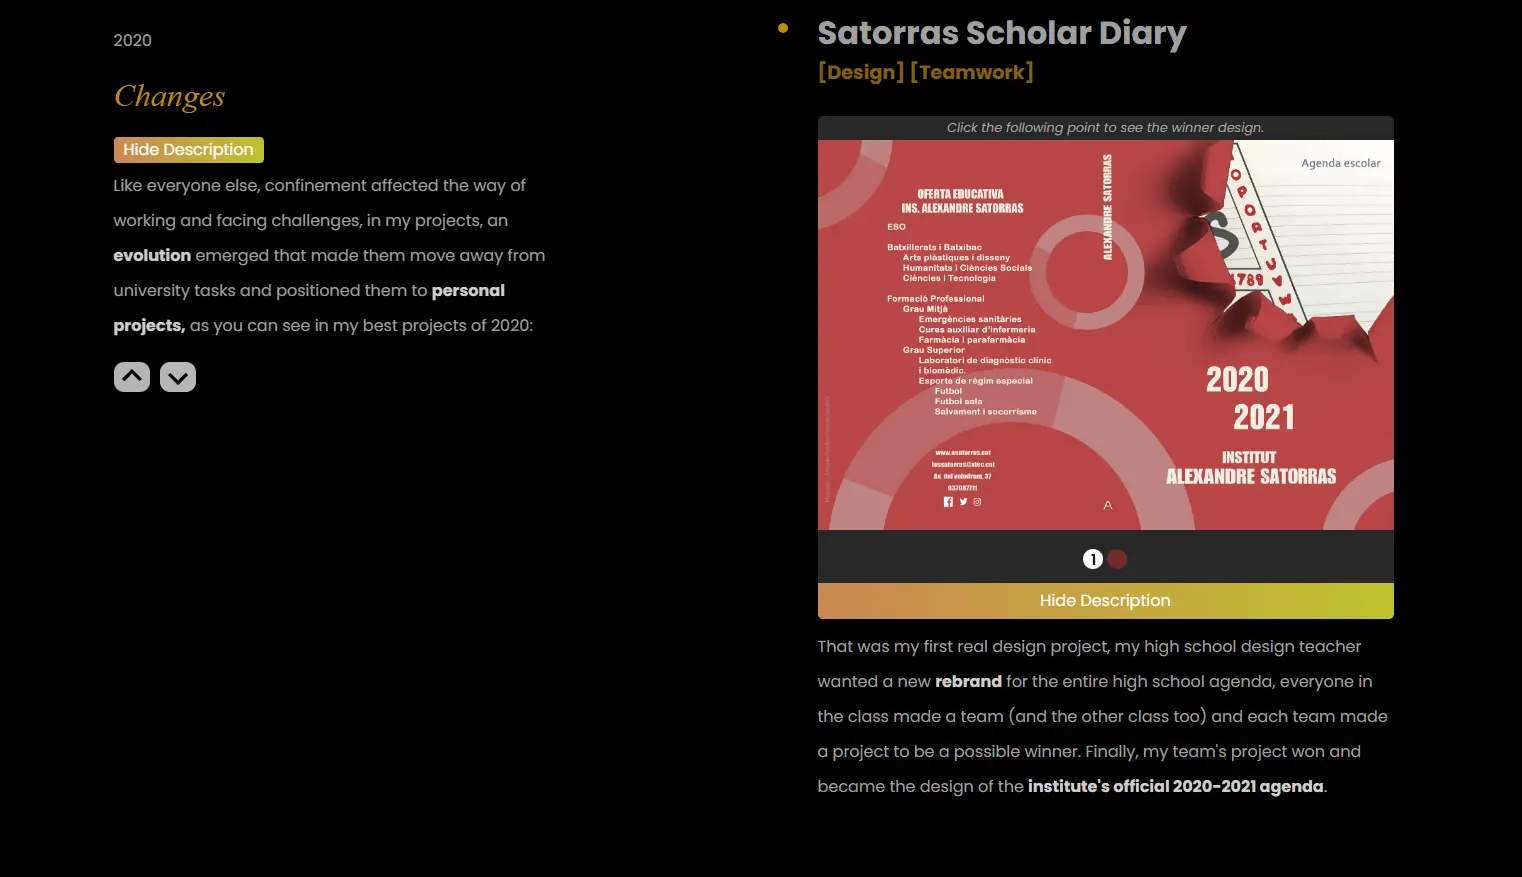 2020
Changes
Hide Description
Like everyone else, confinement affected the way of
working and facing challenges, in my projects, an
evolution emerged that made them move away from
university tasks and positioned them to personal
projects, as you can see in my best projects of 2020:
Satorras Scholar Diary
[Design] [Teamwork]
Click the following point to see the winner design.
OFERTA EDUCATIVA
INS. ALEXANDRE SATORRAS
ESO
Batxillerats i Batxibac
Arts plàstiques i disseny
Humanitats i Ciències Socials
Ciències i Tecnologia
Formació Professional
Grau Mitjà
Emergències sanitàries
Cures auxiliar d'infermeria
Farmàcia i parafarmàcia
Grau Superior
Laboratori de diagnòstic clínic
i biomèdic.
Esports de règim especial
Futbol
Futbol sala
Salvament i socorrisme
www.asatorras.cat
inssatorras@xtec.cat
Av. del velòdrom, 37
937987711
ALEXANDRE SATORRAS
A
Agenda escolar
S
789
2020
2021
INSTITUT
ALEXANDRE SATORRAS
1
Hide Description
That was my first real design project, my high school design teacher
wanted a new rebrand for the entire high school agenda, everyone in
the class made a team (and the other class too) and each team made
a project to be a possible winner. Finally, my team's project won and
became the design of the institute's official 2020-2021 agenda.